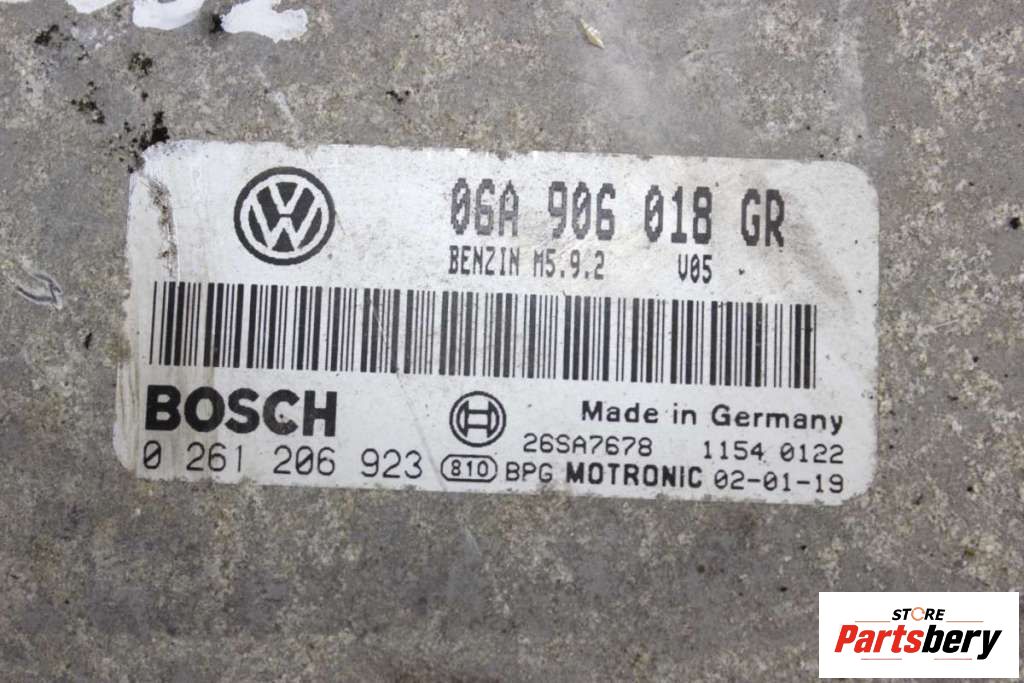 VW
06A 906 018 GR
BENZIN M5.9.2 V05
BOSCH
Made in Germany
26SA7678 1154 0122
0 261 206 923 810 BPG MOTRONIC 02-01-19
STORE
Partsbery